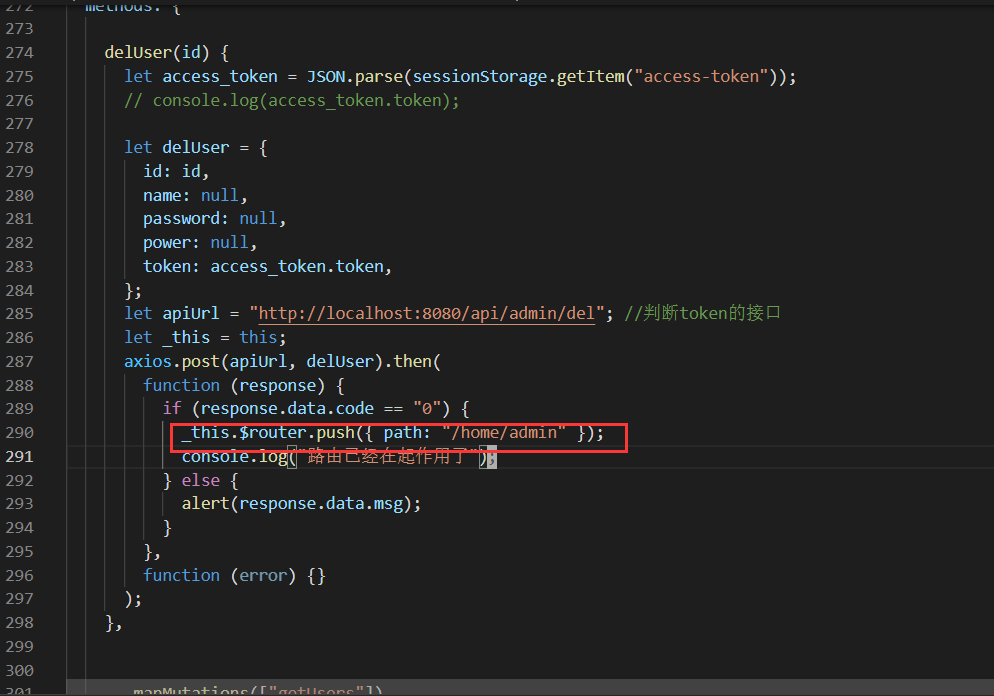 272 methods: {
273
274 delUser(id) {
275 let access_token = JSON.parse(sessionStorage.getItem("access-token"));
276 // console.log(access_token.token);
277
278 let delUser = {
279 id: id,
280 name: null,
281 password: null,
282 power: null,
283 token: access_token.token,
284 };
285 let apiUrl = "http://localhost:8080/api/admin/del"; //判断token的接口
286 let _this = this;
287 axios.post(apiUrl, delUser).then(
288 function (response) {
289 if (response.data.code == "0") {
290 _this.$router.push({ path: "/home/admin" });
291 console.log("路由已经在起作用了");
292 } else {
293 alert(response.data.msg);
294 }
295 },
296 function (error) {}
297 );
298 },
299
300
301 mapMutations(["getUsers"])